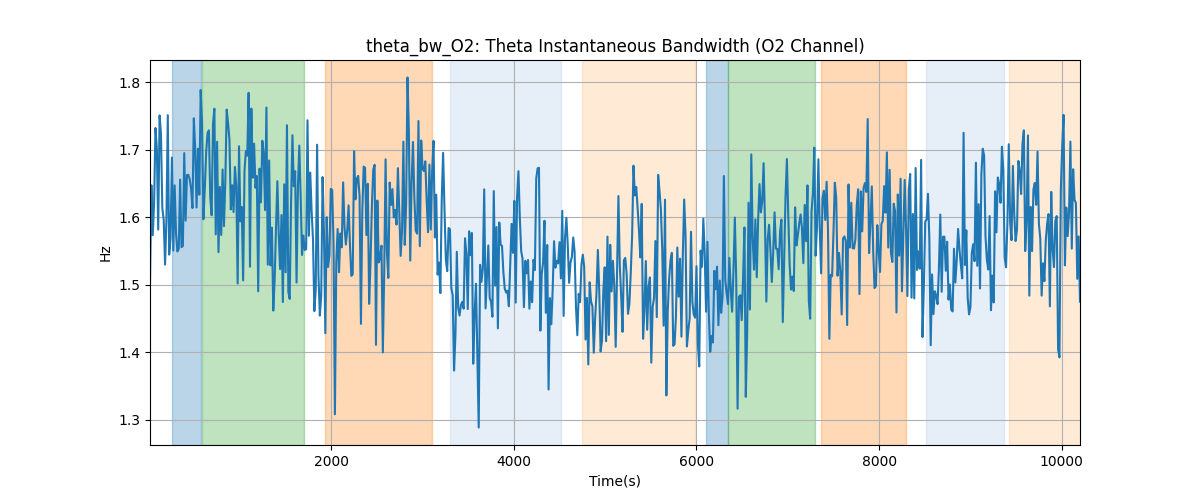 theta_bw_O2: Theta Instantaneous Bandwidth (O2 Channel)
1.8
1.7
1.6
1.5
1.4
1.3
Hz
2000 4000 6000 8000 10000
Time(s)